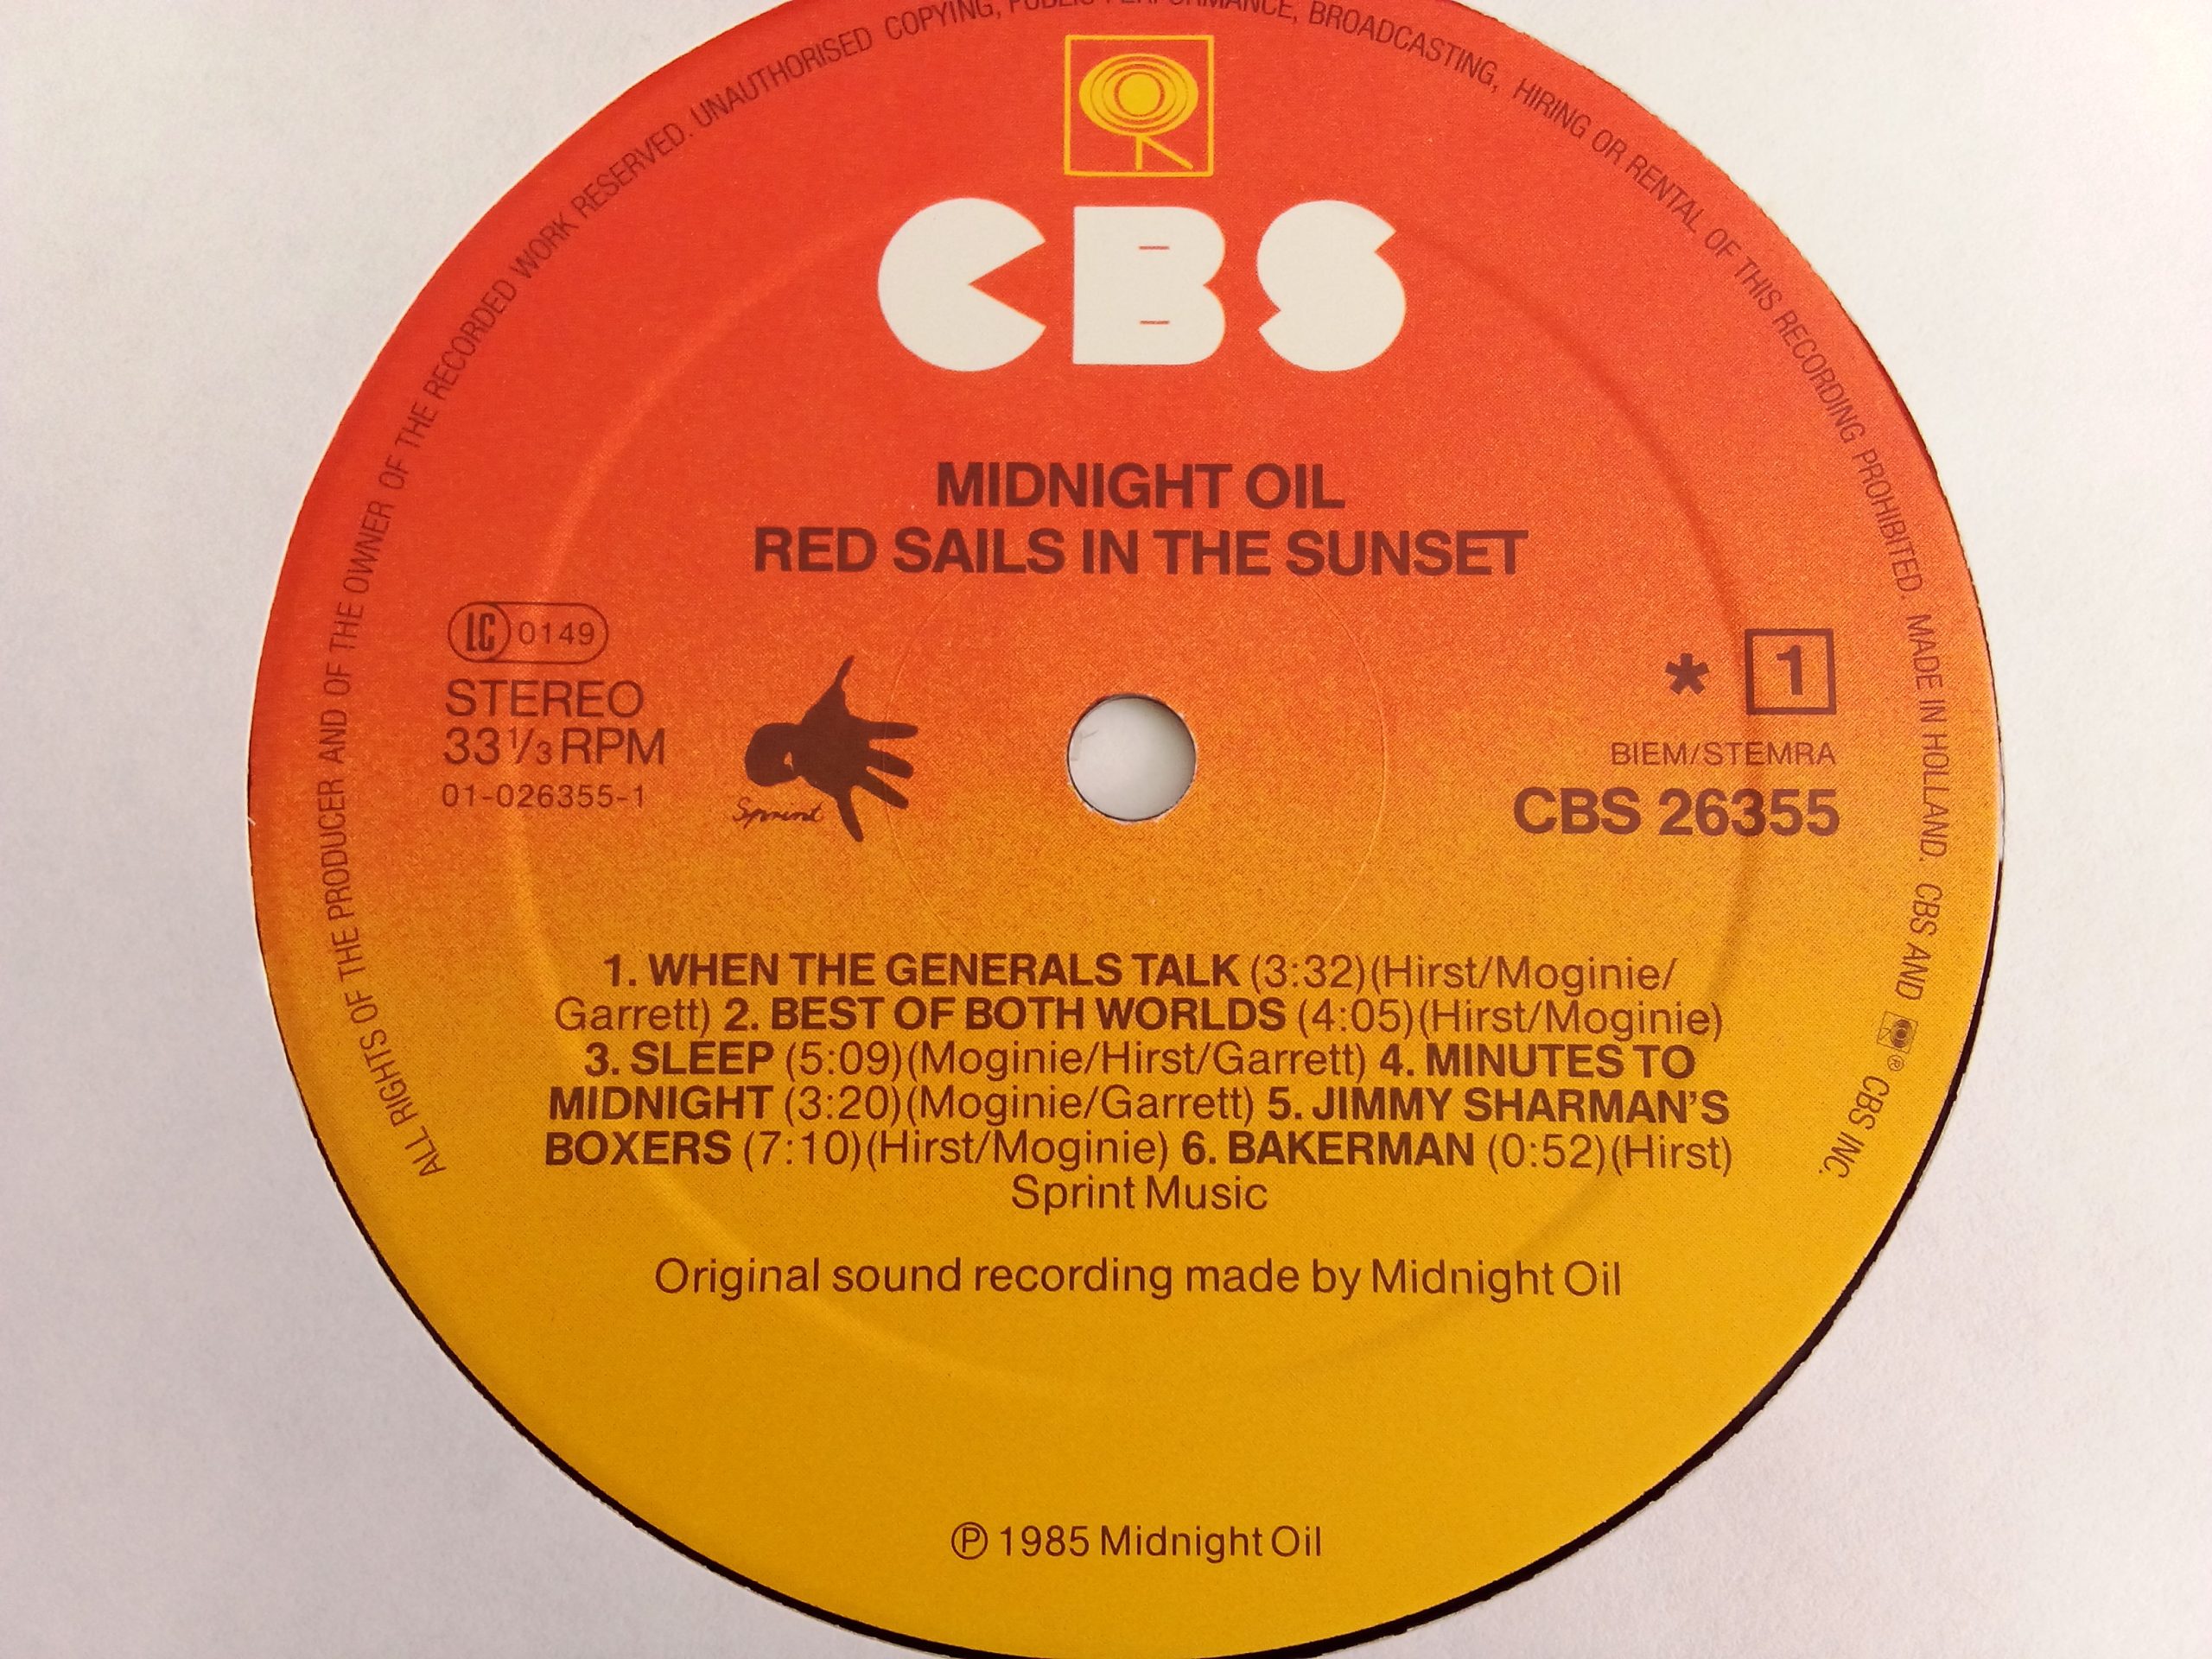 ALL RIGHTS OF THE PRODUCER AND OF THE OWNER OF THE RECORDED WORK RESERVED. UNAUTHORISED COPYING, PUBLIC PERFORMANCE, BROADCASTING, HIRING OR RENTAL OF THIS RECORDING PROHIBITED. MADE IN HOLLAND. CBS AND ® CBS INC.
CBS
MIDNIGHT OIL
RED SAILS IN THE SUNSET
LC 0149
STEREO
33 1/3 RPM
01-026355-1
Sprint
* 1
BIEM/STEMRA
CBS 26355
1. WHEN THE GENERALS TALK (3:32)(Hirst/Moginie/
Garrett) 2. BEST OF BOTH WORLDS (4:05)(Hirst/Moginie)
3. SLEEP (5:09)(Moginie/Hirst/Garrett) 4. MINUTES TO
MIDNIGHT (3:20)(Moginie/Garrett) 5. JIMMY SHARMAN'S
BOXERS (7:10)(Hirst/Moginie) 6. BAKERMAN (0:52)(Hirst)
Sprint Music
Original sound recording made by Midnight Oil
℗ 1985 Midnight Oil